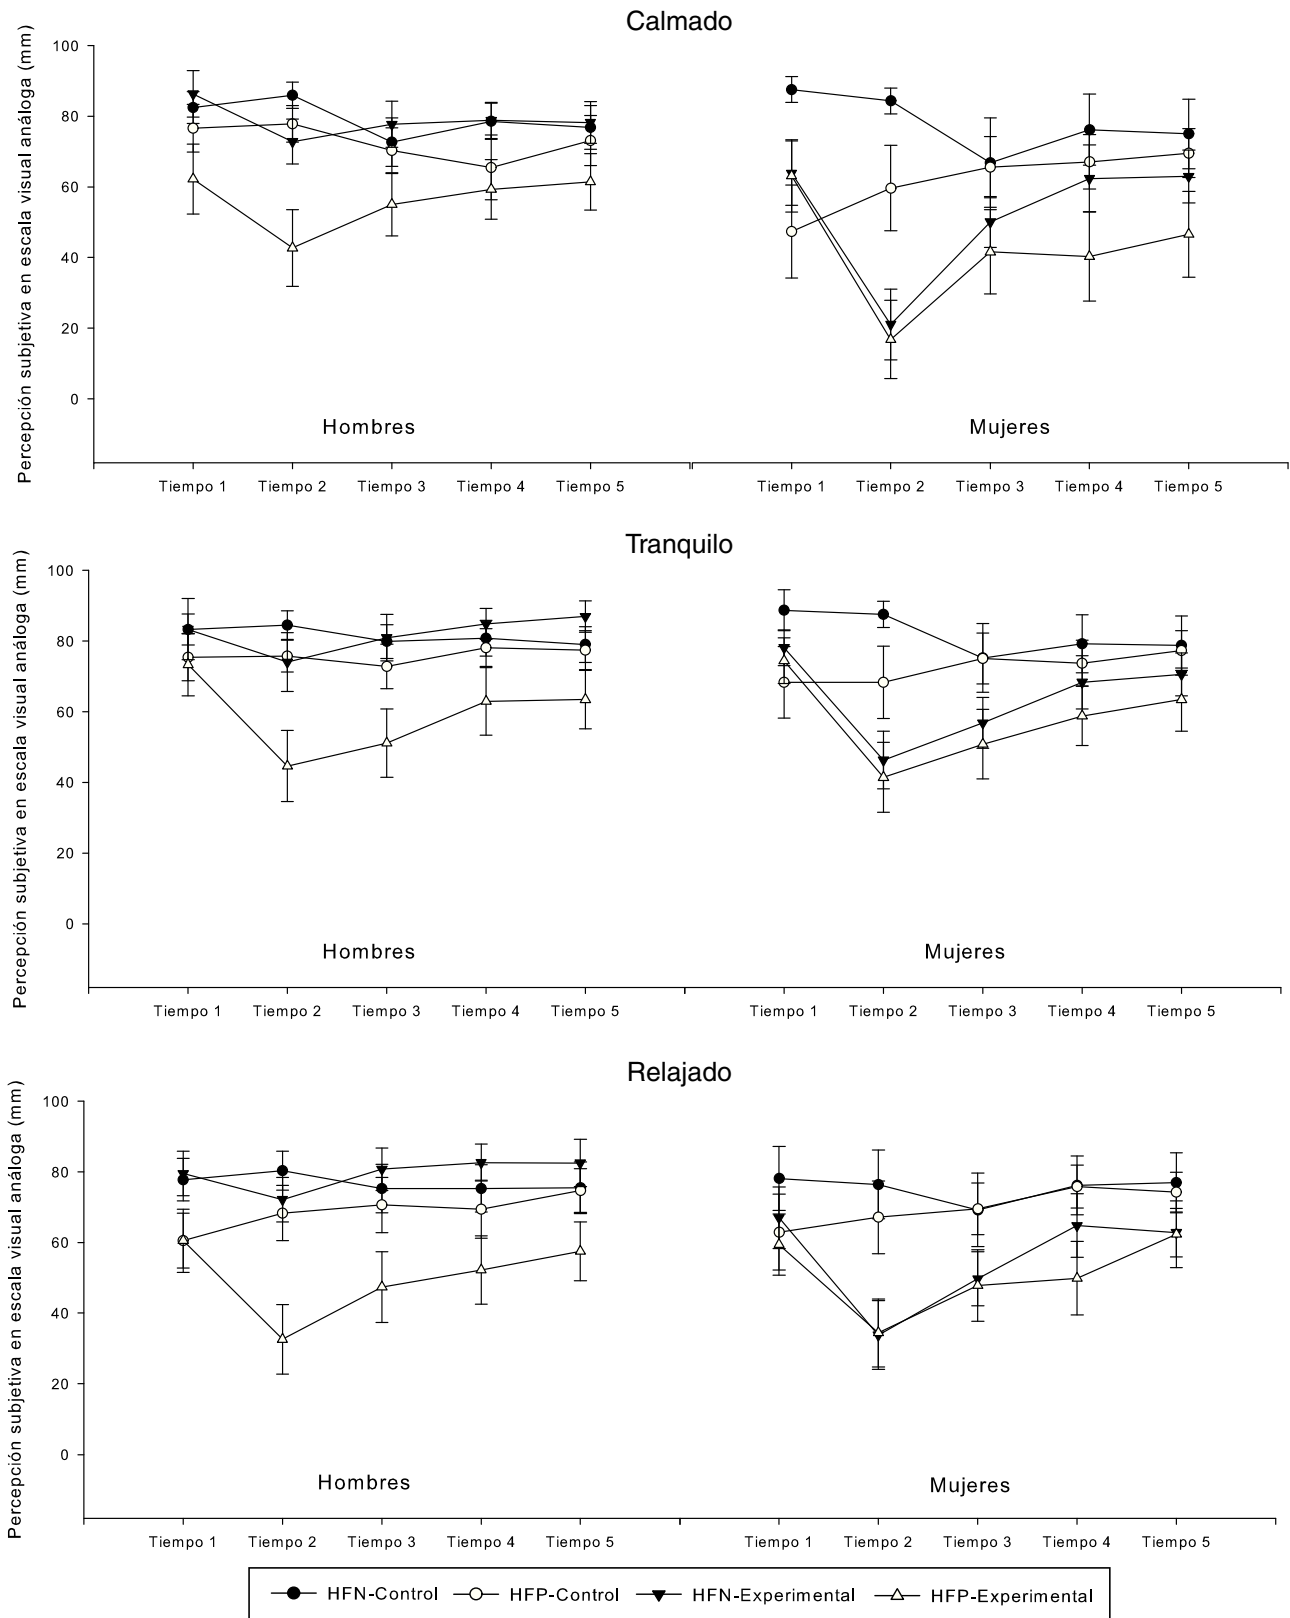 Calmado
Percepción subjetiva en escala visual análoga (mm)
100
80
60
40
20
0
Hombres
Mujeres
Tiempo 1 Tiempo 2 Tiempo 3 Tiempo 4 Tiempo 5 Tiempo 1 Tiempo 2 Tiempo 3 Tiempo 4 Tiempo 5
Tranquilo
Percepción subjetiva en escala visual análoga (mm)
100
80
60
40
20
0
Hombres
Mujeres
Tiempo 1 Tiempo 2 Tiempo 3 Tiempo 4 Tiempo 5 Tiempo 1 Tiempo 2 Tiempo 3 Tiempo 4 Tiempo 5
Relajado
Percepción subjetiva en escala visual análoga (mm)
100
80
60
40
20
0
Hombres
Mujeres
Tiempo 1 Tiempo 2 Tiempo 3 Tiempo 4 Tiempo 5 Tiempo 1 Tiempo 2 Tiempo 3 Tiempo 4 Tiempo 5
HFN-Control HFP-Control HFN-Experimental HFP-Experimental